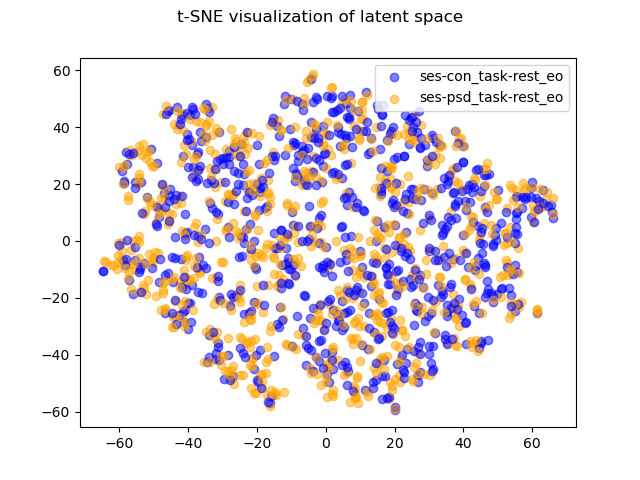 t-SNE visualization of latent space
ses-con_task-rest_eo
ses-psd_task-rest_eo
60
40
20
0
−20
−40
−60
−60 −40 −20 0 20 40 60